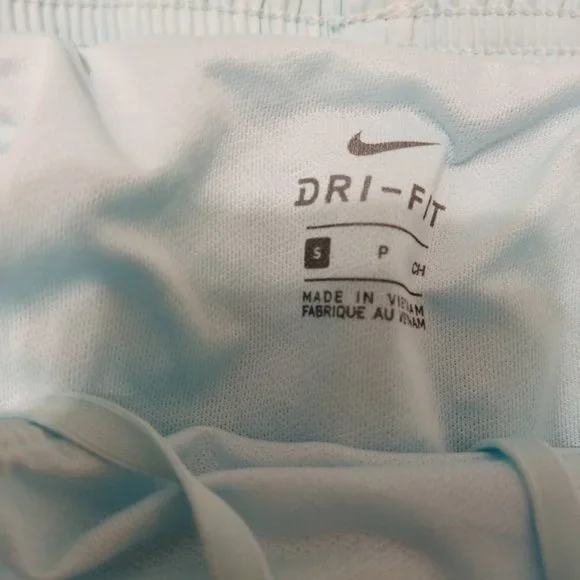 DRI-FIT
S P CH
MADE IN VIETNAM
FABRIQUE AU VIETNAM